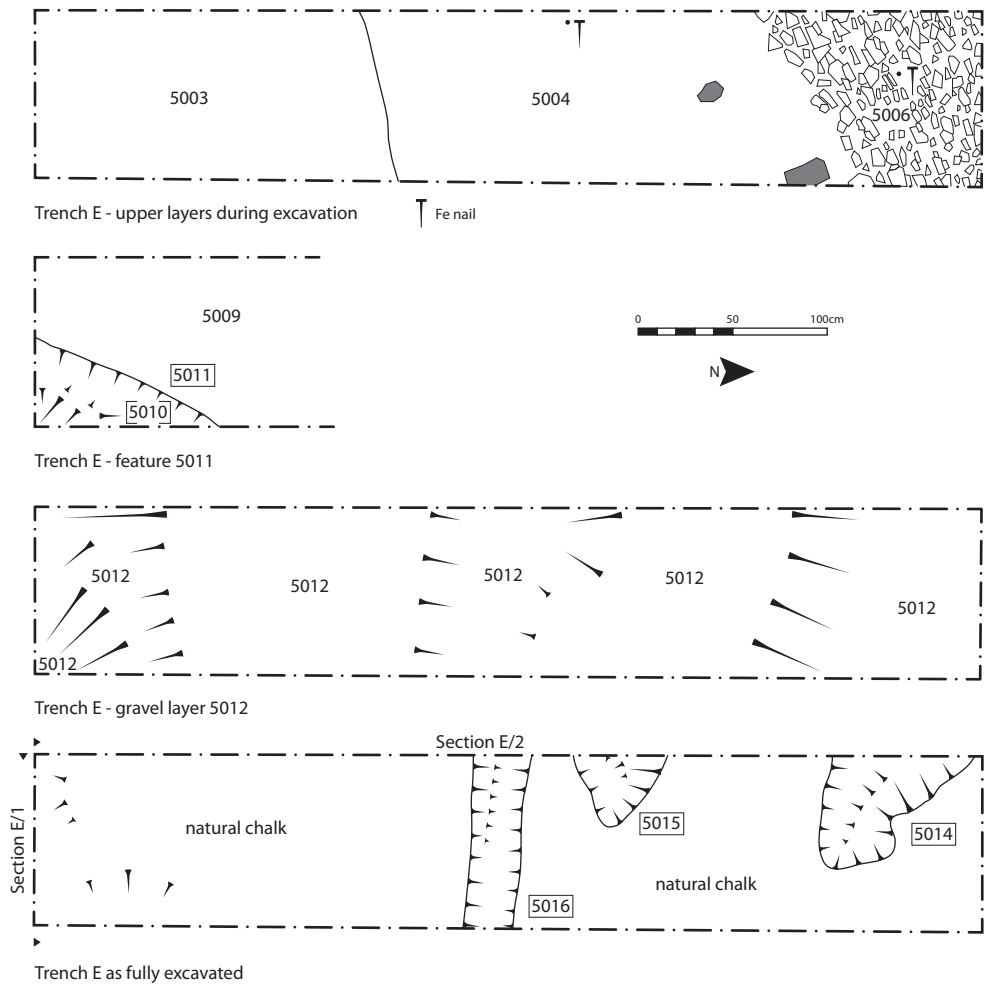 5003
5004
5006
Trench E - upper layers during excavation
Fe nail
5009
5011
5010
0 50 100cm
N
Trench E - feature 5011
5012
5012
5012
5012
5012
5012
Trench E - gravel layer 5012
Section E/2
Section E/1
natural chalk
5015
5014
natural chalk
5016
Trench E as fully excavated